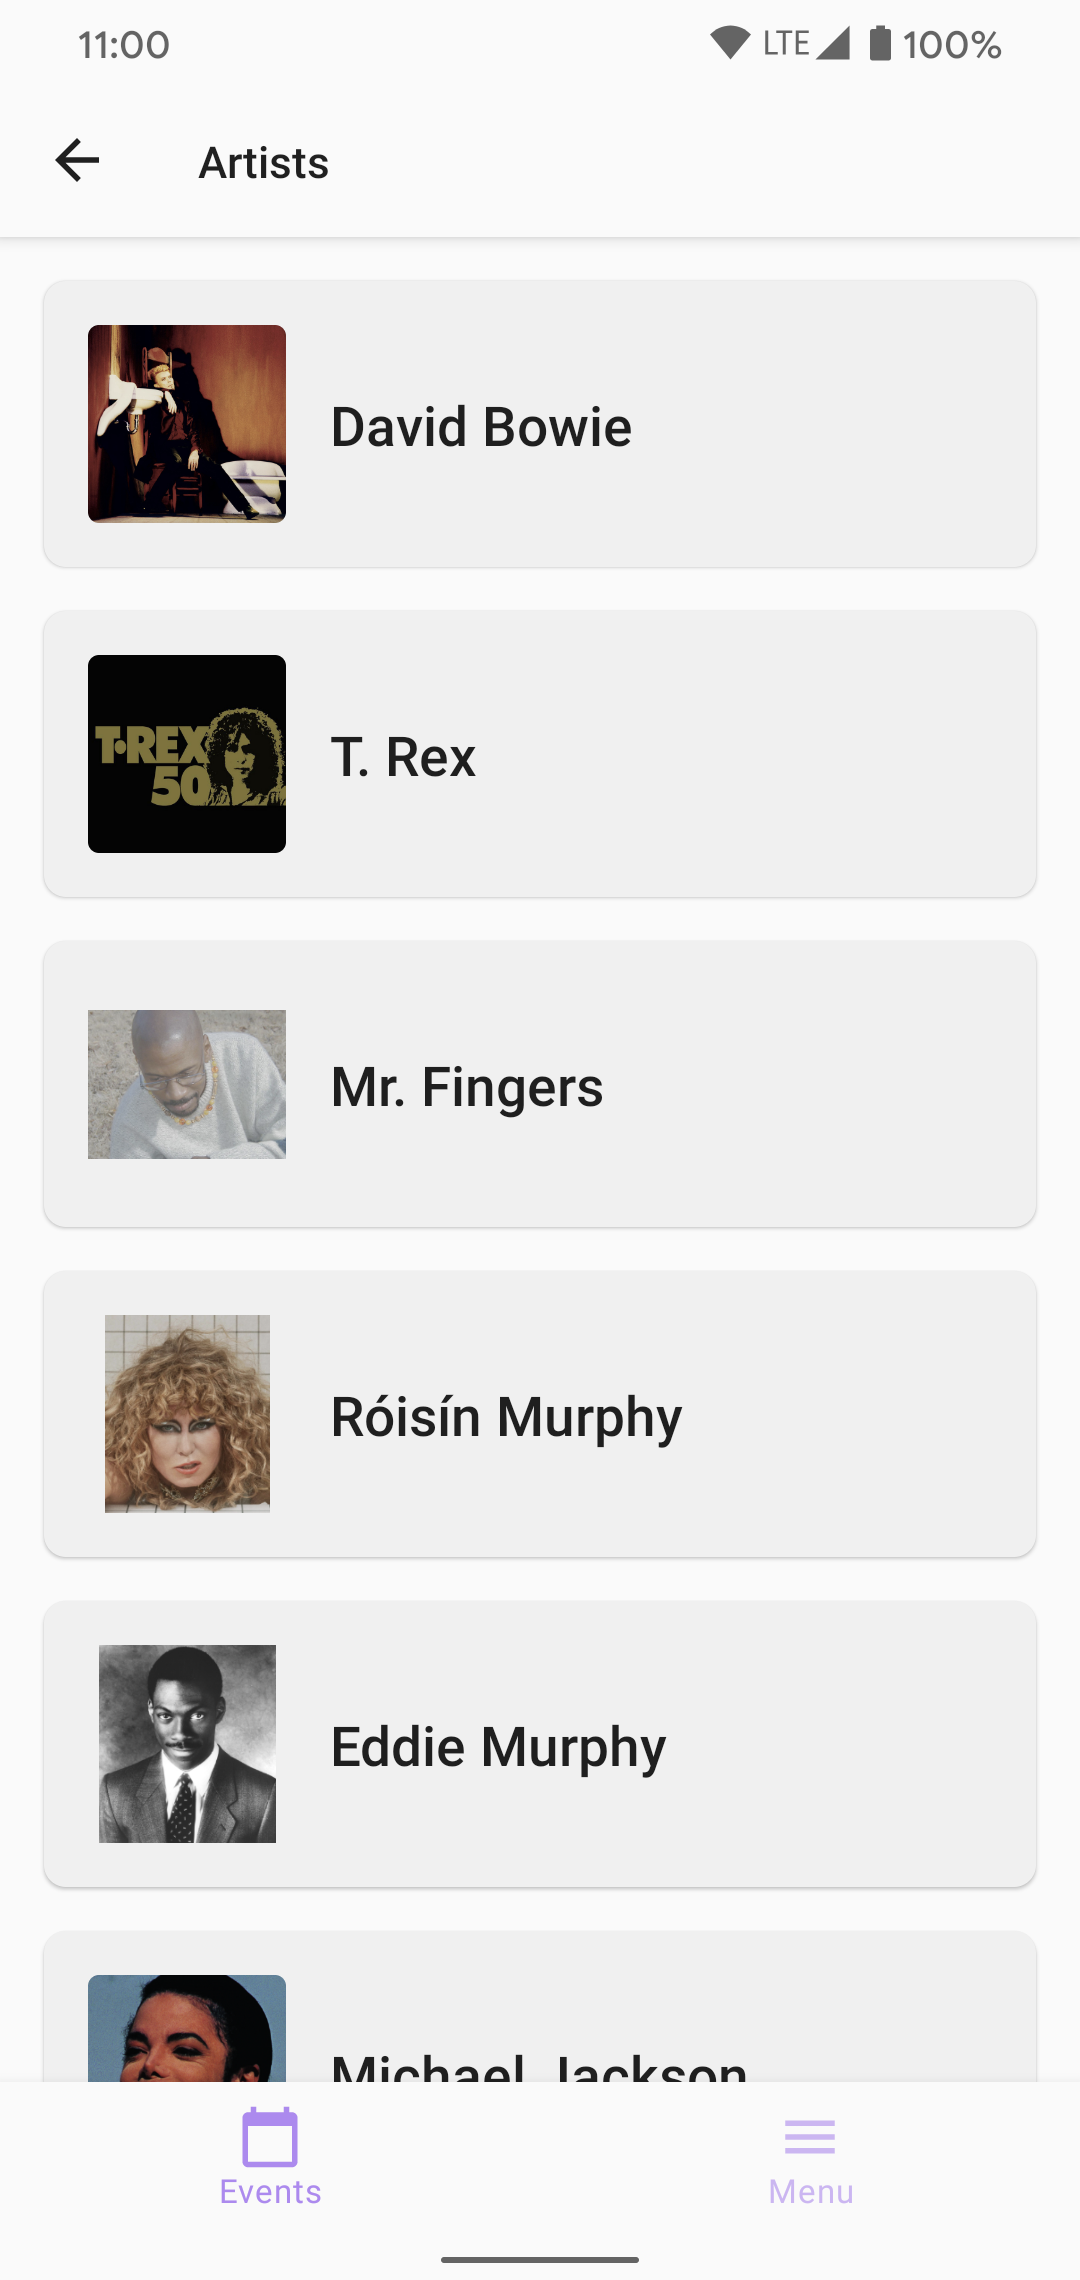 11:00 LTE 100%
Artists
David Bowie
T•REX
50
T. Rex
Mr. Fingers
Róisín Murphy
Eddie Murphy
Michael Jackson
Events Menu